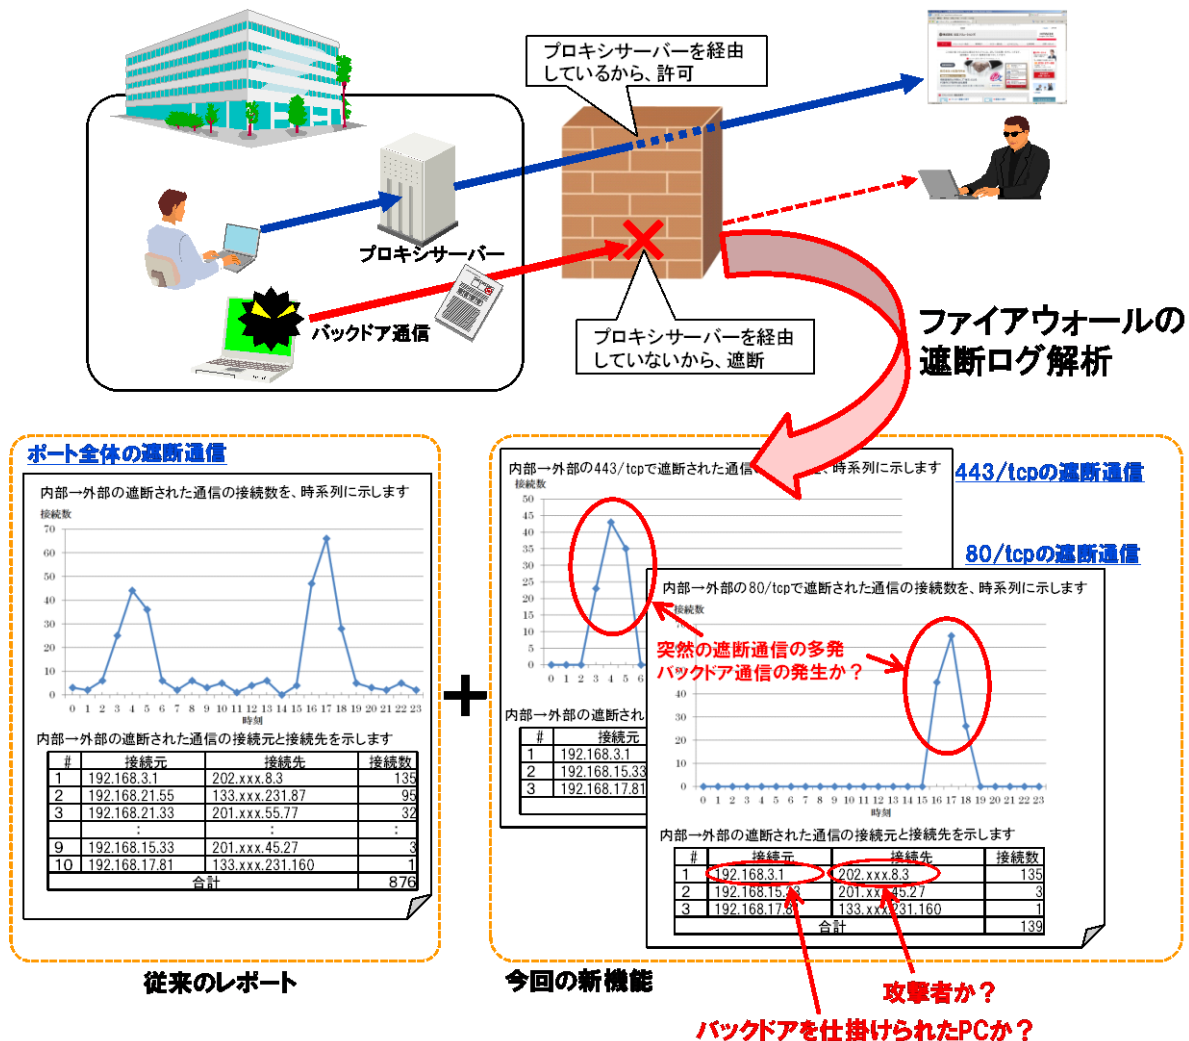 プロキシサーバーを経由
しているから、許可
プロキシサーバー
バックドア通信
プロキシサーバーを経由
していないから、遮断
ファイアウォールの
遮断ログ解析
ポート全体の遮断通信
内部→外部の遮断された通信の接続数を、時系列に示します
接続数
70
60
50
40
30
20
10
0
0 1 2 3 4 5 6 7 8 9 10 11 12 13 14 15 16 17 18 19 20 21 22 23
時刻
内部→外部の遮断された通信の接続元と接続先を示します
# 接続元 接続先 接続数
1 192.168.3.1 202.xxx.8.3 135
2 192.168.21.55 133.xxx.231.87 95
3 192.168.21.33 201.xxx.55.77 32
: : :
9 192.168.15.33 201.xxx.45.27 3
10 192.168.17.81 133.xxx.231.160 1
合計 876
従来のレポート
+
443/tcpの遮断通信
内部→外部の443/tcpで遮断された通信 、時系列に示します
接続数
50
45
40
35
30
25
20
15
10
5
0
0 1 2 3 4 5 6
内部→外部の遮断され
# 接続元
1 192.168.3.1
2 192.168.15.33
3 192.168.17.81
80/tcpの遮断通信
内部→外部の80/tcpで遮断された通信の接続数を、時系列に示します
接続数
70
突然の遮断通信の多発
バックドア通信の発生か?
40
30
20
10
0
0 1 2 3 4 5 6 7 8 9 10 11 12 13 14 15 16 17 18 19 20 21 22 23
時刻
内部→外部の遮断された通信の接続元と接続先を示します
# 接続元 接続先 接続数
1 192.168.3.1 202.xxx.8.3 135
2 192.168.15.33 201.xxx.45.27 3
3 192.168.17.81 133.xxx.231.160 1
合計 139
今回の新機能
攻撃者か?
バックドアを仕掛けられたPCか?